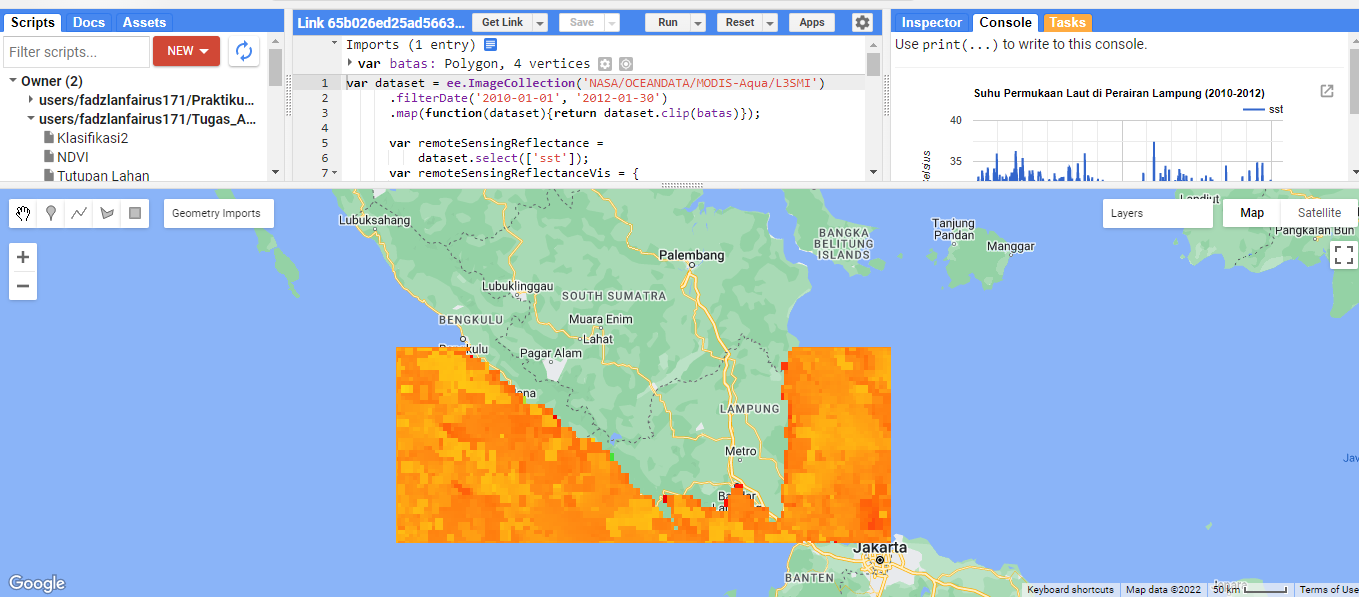 Scripts Docs Assets
Filter scripts...
NEW
Owner (2)
users/fadzlanfairus171/Praktiku...
users/fadzlanfairus171/Tugas_A...
Klasifikasi2
NDVI
Tutupan Lahan
Link 65b026ed25ad5663...
Get Link Save Run Reset Apps
Imports (1 entry)
var batas: Polygon, 4 vertices
1 var dataset = ee.ImageCollection('NASA/OCEANDATA/MODIS-Aqua/L3SMI')
2 .filterDate('2010-01-01', '2012-01-30')
3 .map(function(dataset){return dataset.clip(batas)});
4
5 var remoteSensingReflectance =
6 dataset.select(['sst']);
7 var remoteSensingReflectanceVis = {
Inspector Console Tasks
Use print(...) to write to this console.
Suhu Permukaan Laut di Perairan Lampung (2010-2012)
sst
40
35
Geometry Imports
Layers
Map Satellite
Lubuksahang
Palembang
BANGKA
BELITUNG
ISLANDS
Tanjung
Pandan
Manggar
Pangkalan Bun
Lubuklinggau
SOUTH SUMATRA
BENGKULU
Muara Enim
Lahat
Pagar Alam
LAMPUNG
Metro
Jakarta
BANTEN
Google
Keyboard shortcuts Map data ©2022 50 km Terms of Use